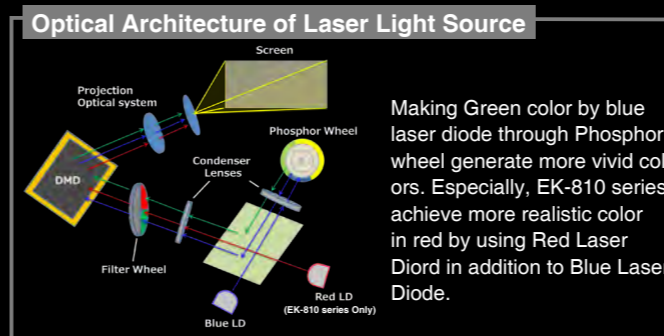 Optical Architecture of Laser Light Source
Screen
Projection
Optical system
Phosphor Wheel
Condenser
Lenses
DMD
Filter Wheel
Red LD
(EK-810 series Only)
Blue LD
Making Green color by blue
laser diode through Phosphor
wheel generate more vivid col
ors. Especially, EK-810 series
achieve more realistic color
in red by using Red Laser
Diord in addition to Blue Laser
Diode.